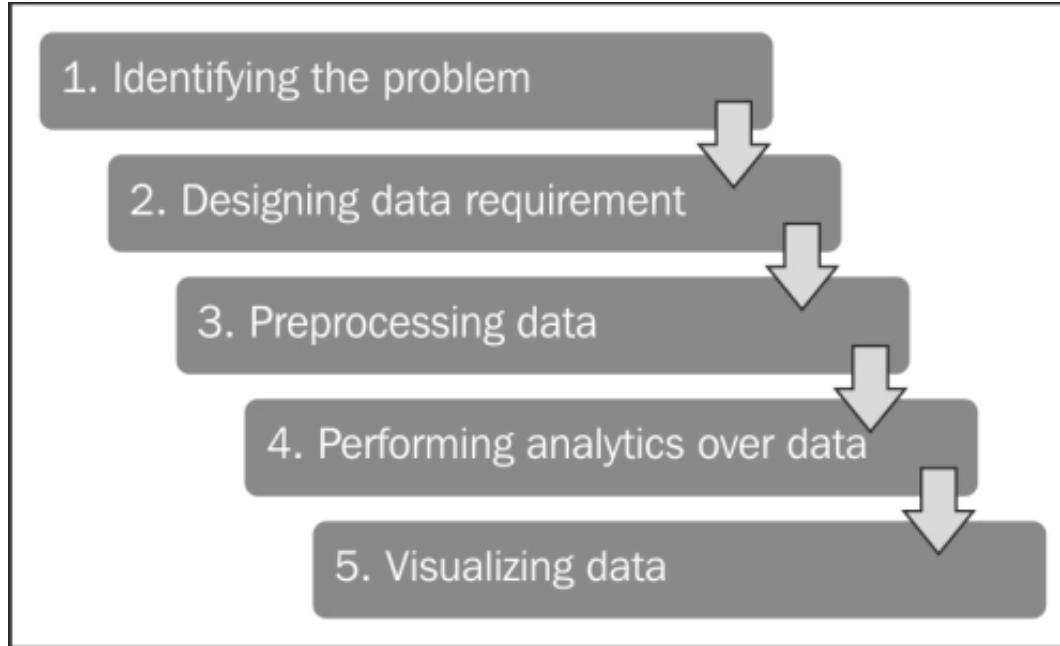 1. Identifying the problem
2. Designing data requirement
3. Preprocessing data
4. Performing analytics over data
5. Visualizing data